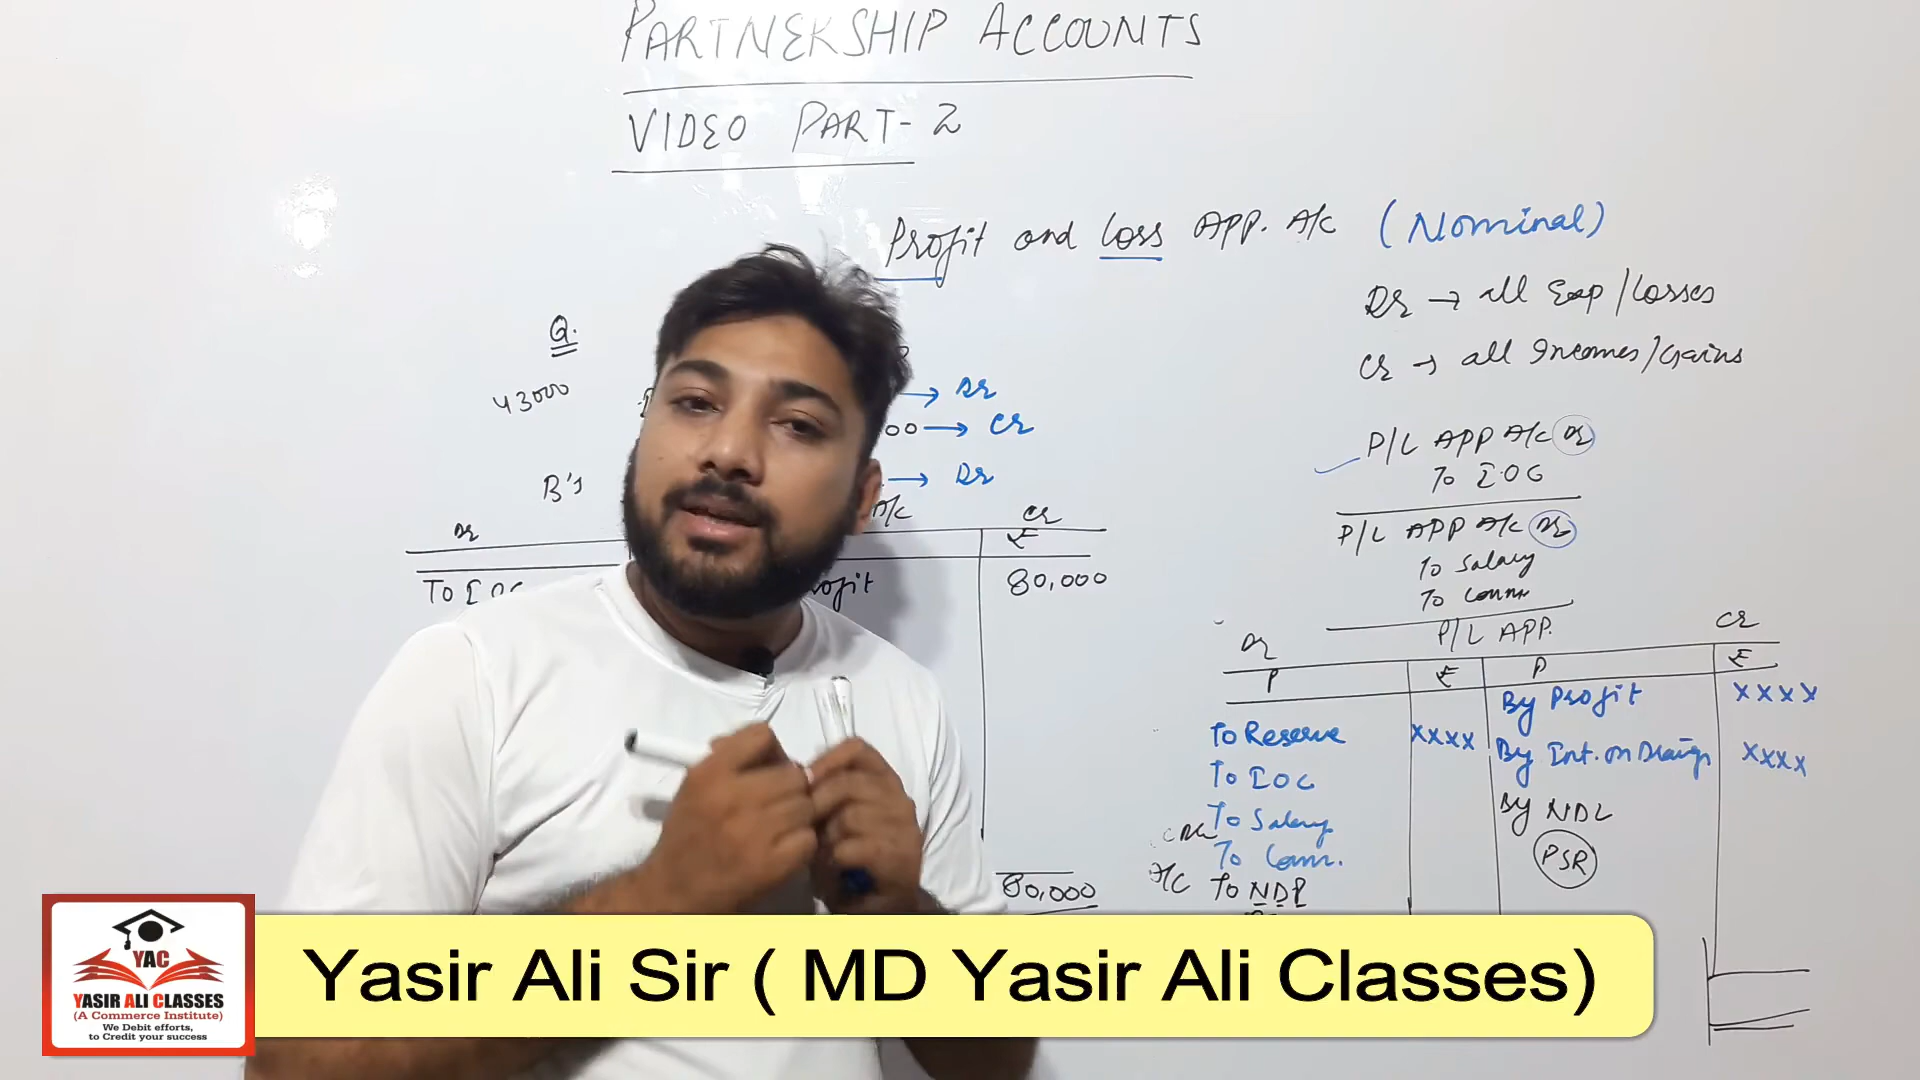 PARTNERSHIP ACCOUNTS
VIDEO PART-2
Profit and Loss APP. A/c (Nominal)
Dr → all Exp/Losses
Cr → all Incomes/Gains
Q.
43000
→ Dr
00 → Cr
B's → Dr
P/L APP A/c Dr
To IOC
P/L APP A/c Dr
To Salary
To Comm
Dr A/c Cr
₹
To IOC rofit 80,000
80,000
Dr P/L APP. Cr
P ₹ P ₹
By Profit xxxx
To Reserve xxxx By Int. on Drawings xxxx
To IOC
To Salary By NDL
To Comm. PSR
A/c To NDP
YAC
YASIR ALI CLASSES
(A Commerce Institute)
We Debit efforts,
to Credit your success
Yasir Ali Sir ( MD Yasir Ali Classes)